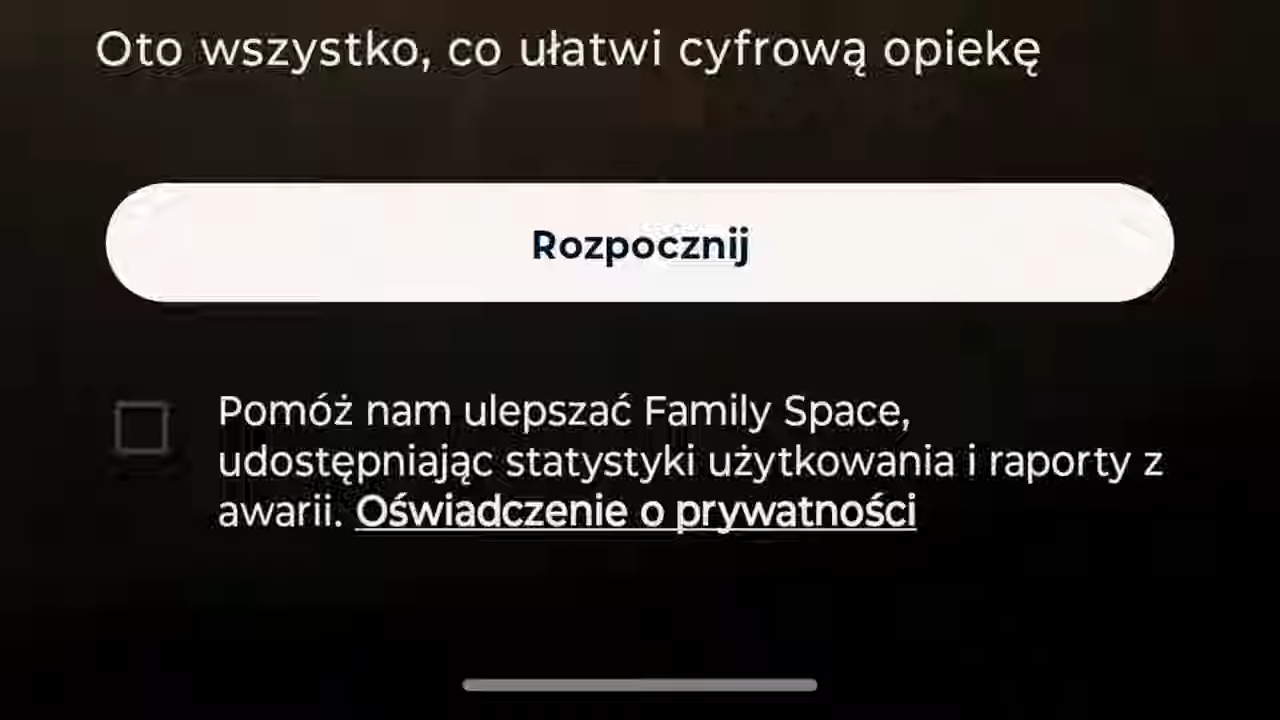 Oto wszystko, co ułatwi cyfrową opiekę
Rozpocznij
Pomóż nam ulepszać Family Space,
udostępniając statystyki użytkowania i raporty z
awarii. Oświadczenie o prywatności